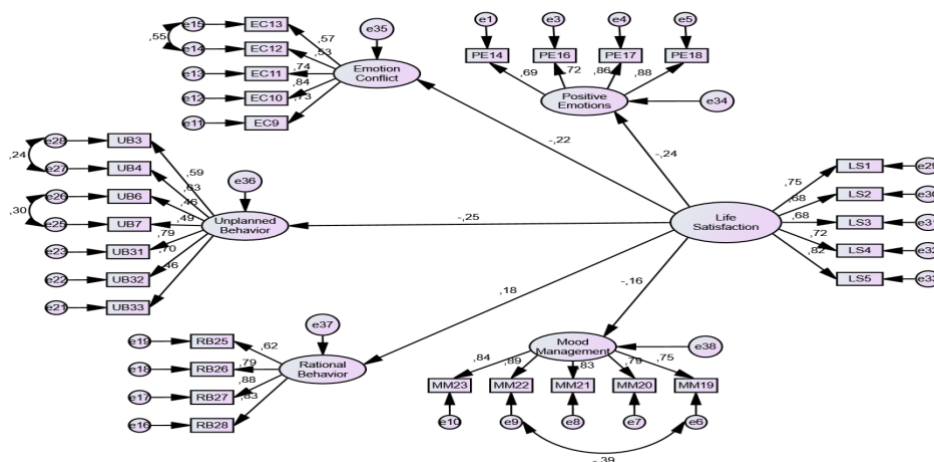 e15
EC13
,57
e35
,55
e14
EC12
,53
e13
EC11
,74
Emotion
Conflict
e12
EC10
,84
e11
EC9
,73
e1
e3
e4
e5
PE14
PE16
PE17
PE18
,69
,72
,86
,88
Positive
Emotions
e34
-,22
-,24
e28
UB3
,59
,24
e27
UB4
,63
e36
e26
UB6
,46
,30
e25
UB7
,49
Unplanned
Behavior
-,25
e23
UB31
,79
e22
UB32
,70
e21
UB33
,46
Life
Satisfaction
LS1
,75
LS2
,68
LS3
,68
LS4
,72
LS5
,82
,18
-,16
e37
e19
RB25
,62
e18
RB26
,79
Rational
Behavior
e17
RB27
,88
e16
RB28
,83
Mood
Management
e38
,84
,89
,83
,79
,75
MM23
MM22
MM21
MM20
MM19
e10
e9
e8
e7
e6
-,39